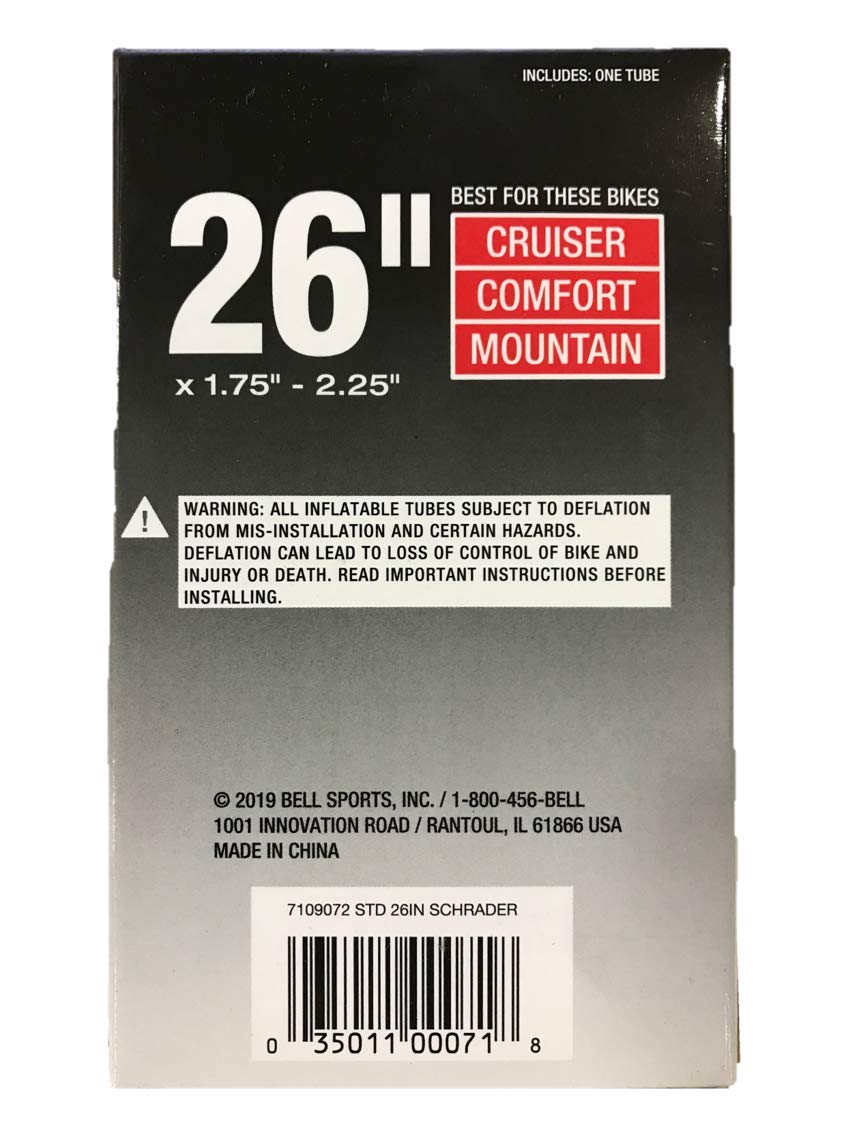 INCLUDES: ONE TUBE
26"
x 1.75" - 2.25"
BEST FOR THESE BIKES
CRUISER
COMFORT
MOUNTAIN
!
WARNING: ALL INFLATABLE TUBES SUBJECT TO DEFLATION
FROM MIS-INSTALLATION AND CERTAIN HAZARDS.
DEFLATION CAN LEAD TO LOSS OF CONTROL OF BIKE AND
INJURY OR DEATH. READ IMPORTANT INSTRUCTIONS BEFORE
INSTALLING.
© 2019 BELL SPORTS, INC. / 1-800-456-BELL
1001 INNOVATION ROAD / RANTOUL, IL 61866 USA
MADE IN CHINA
7109072 STD 26IN SCHRADER
0 35011 00071 8